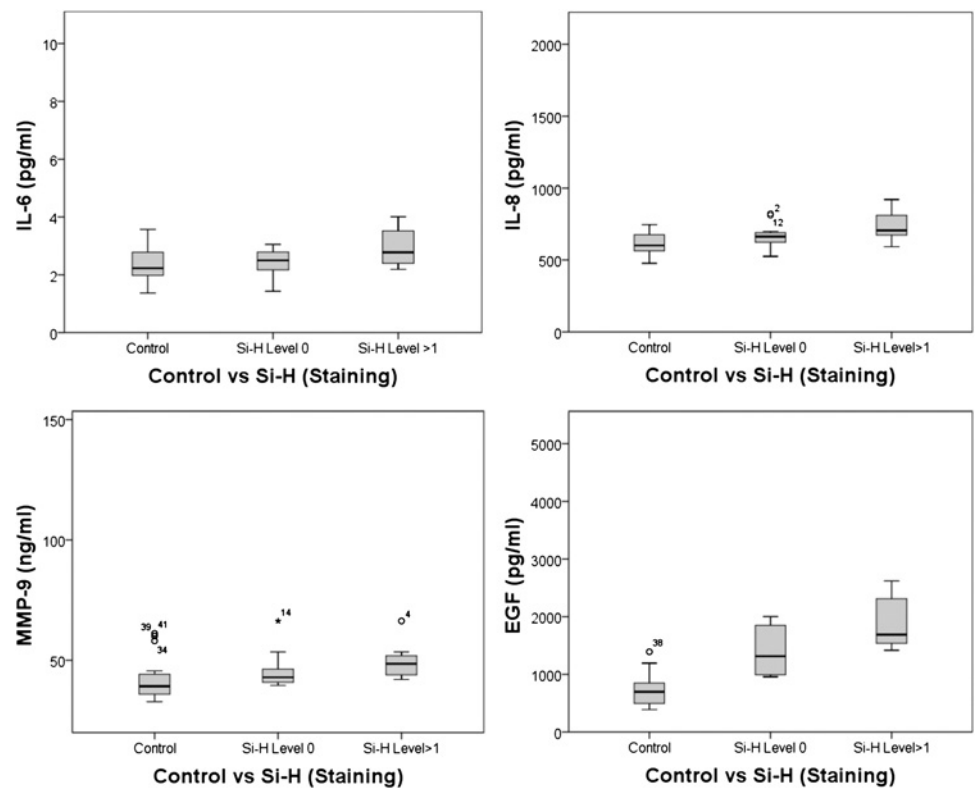 IL-6 (pg/ml)
10
8
6
4
2
0
Control
Si-H Level 0
Si-H Level >1
Control vs Si-H (Staining)
IL-8 (pg/ml)
2000
1500
1000
500
0
2
12
Control
Si-H Level 0
Si-H Level>1
Control vs Si-H (Staining)
MMP-9 (ng/ml)
150
100
50
39
41
34
14
4
Control
Si-H Level 0
Si-H Level>1
Control vs Si-H (Staining)
EGF (pg/ml)
5000
4000
3000
2000
1000
0
38
Control
Si-H Level 0
Si-H Level>1
Control vs Si-H (Staining)